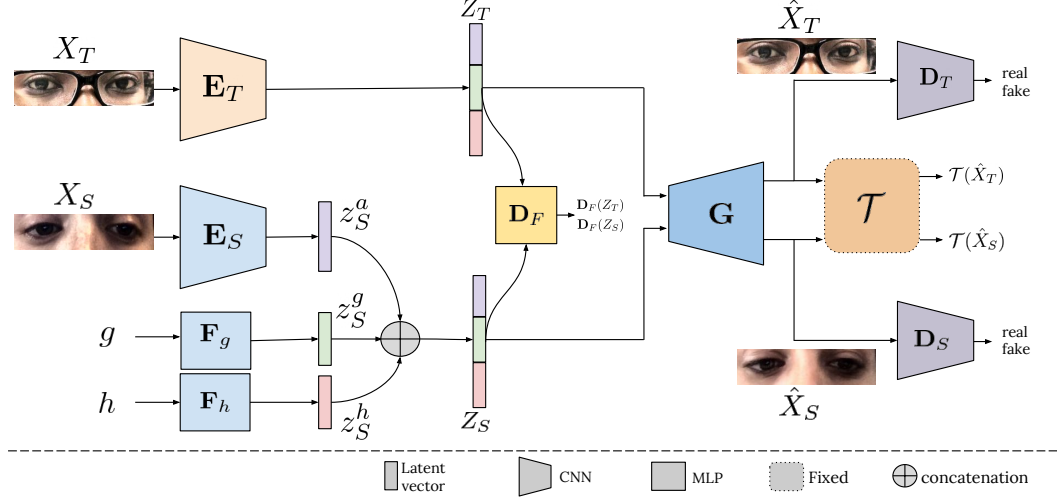 X_T
E_T
Z_T
X̂_T
D_T
real
fake
X_S
E_S
z_S^a
D_F
D_F(Z_T)
D_F(Z_S)
G
𝒯
𝒯(X̂_T)
𝒯(X̂_S)
g
F_g
z_S^g
h
F_h
z_S^h
Z_S
D_S
real
fake
X̂_S
Latent
vector
CNN
MLP
Fixed
concatenation